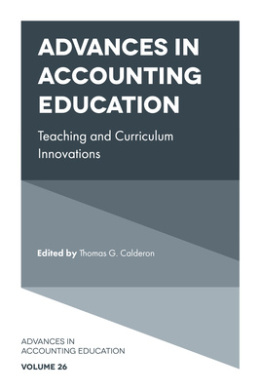 ADVANCES IN
ACCOUNTING
EDUCATION
Teaching and Curriculum
Innovations
Edited by Thomas G. Calderon
ADVANCES IN
ACCOUNTING EDUCATION
VOLUME 26